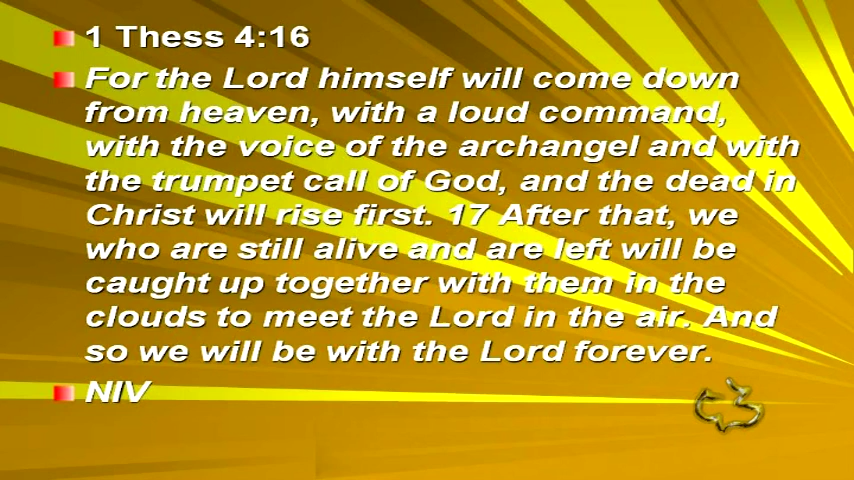 1 Thess 4:16
For the Lord himself will come down
from heaven, with a loud command,
with the voice of the archangel and with
the trumpet call of God, and the dead in
Christ will rise first. 17 After that, we
who are still alive and are left will be
caught up together with them in the
clouds to meet the Lord in the air. And
so we will be with the Lord forever.
NIV